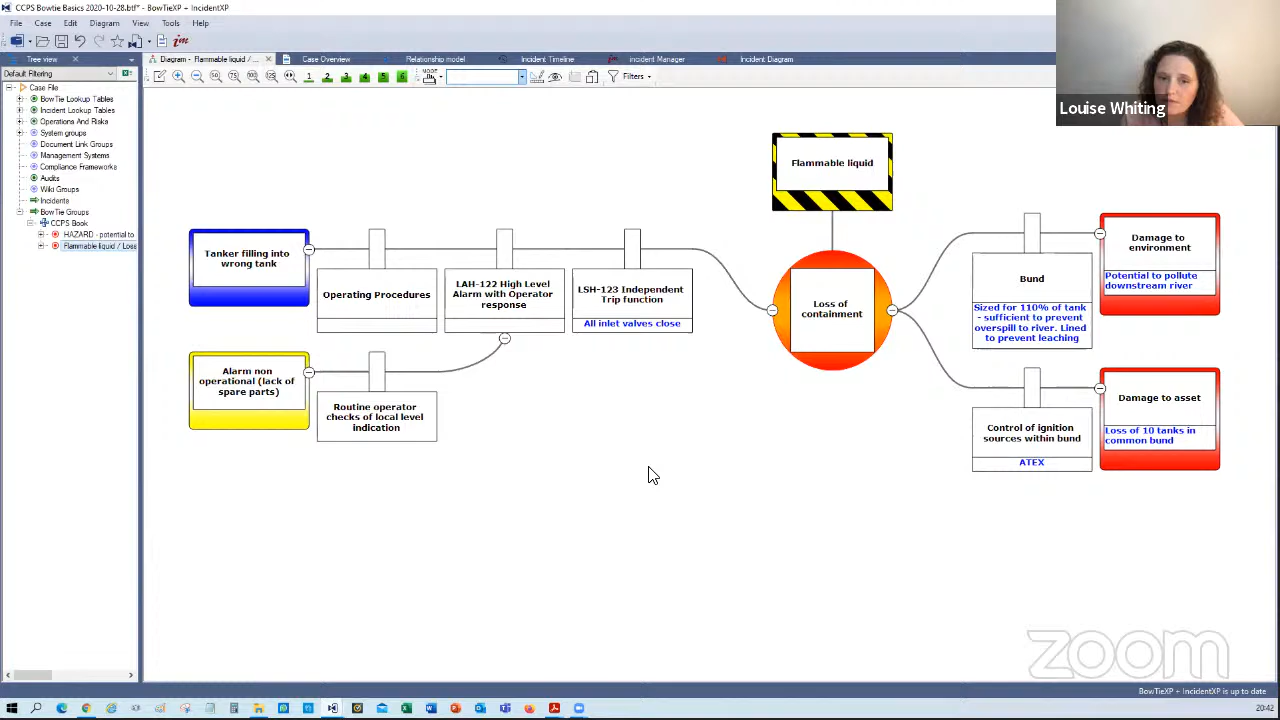 CCPS Bowtie Basics 2020-10-28.btf* - BowTieXP + IncidentXP
File Case Edit Diagram View Tools Help
Tree view
Diagram - Flammable liquid / ...
Case Overview
Relationship model
Incident Timeline
Incident Manager
Incident Diagram
Default Filtering
Filters
Case File
BowTie Lookup Tables
Incident Lookup Tables
Operations And Risks
System groups
Document Link Groups
Management Systems
Compliance Frameworks
Audits
Wiki Groups
Incidents
BowTie Groups
CCPS Book
HAZARD - potential to
Flammable liquid / Loss
Louise Whiting
Flammable liquid
Tanker filling into
wrong tank
Operating Procedures
LAH-122 High Level
Alarm with Operator
response
LSH-123 Independent
Trip function
All inlet valves close
Loss of
containment
Bund
Sized for 110% of tank
- sufficient to prevent
overspill to river. Lined
to prevent leaching
Damage to
environment
Potential to pollute
downstream river
Alarm non
operational (lack of
spare parts)
Routine operator
checks of local level
indication
Control of ignition
sources within bund
ATEX
Damage to asset
Loss of 10 tanks in
common bund
zoom
BowTieXP + IncidentXP is up to date
20:42